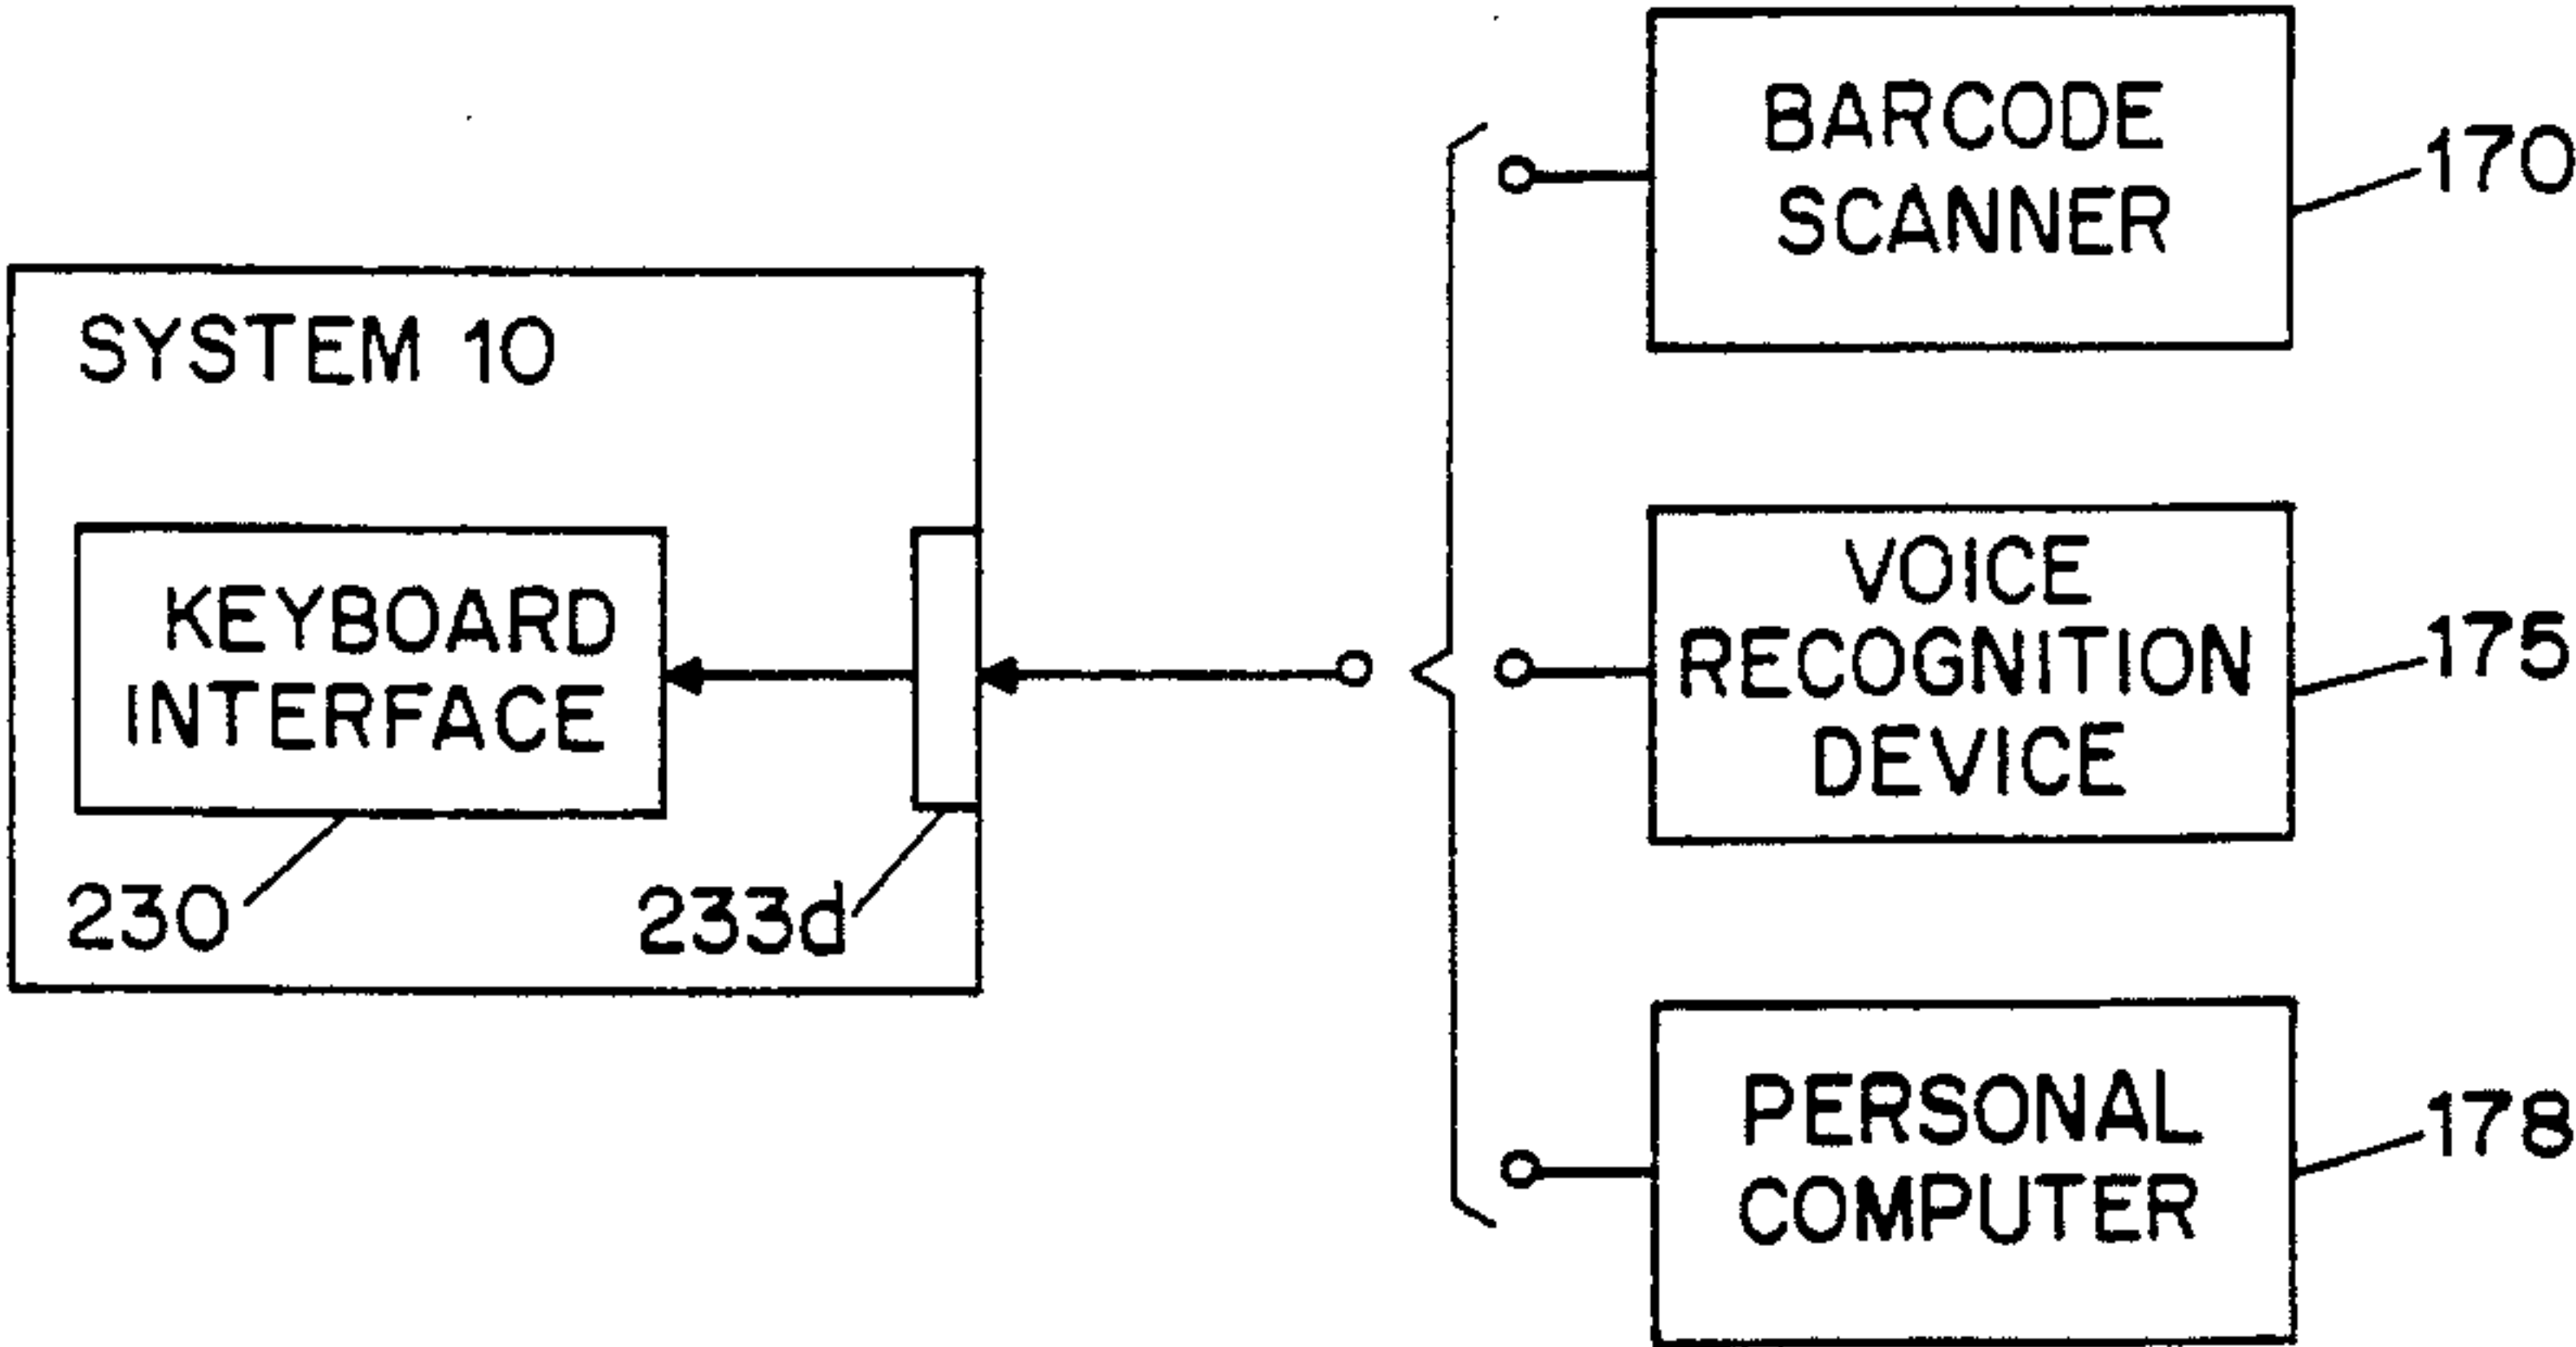 SYSTEM 10
KEYBOARD
INTERFACE
230
233d
BARCODE
SCANNER
170
VOICE
RECOGNITION
DEVICE
175
PERSONAL
COMPUTER
178